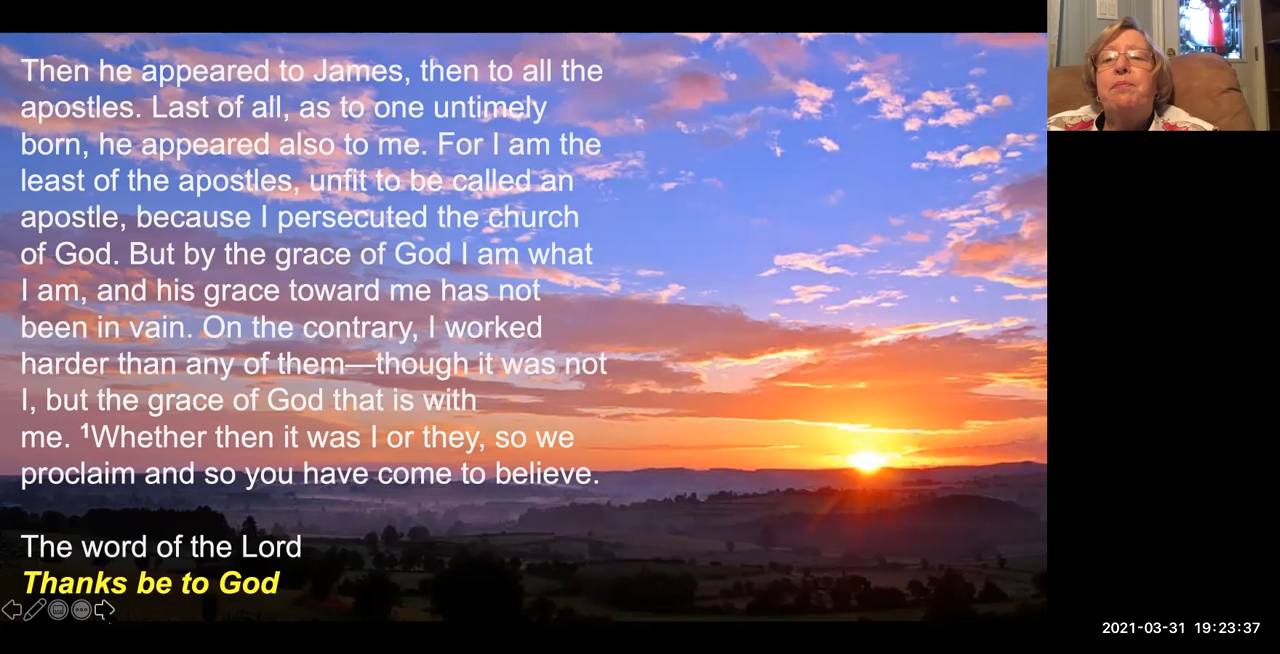 Then he appeared to James, then to all the
apostles. Last of all, as to one untimely
born, he appeared also to me. For I am the
least of the apostles, unfit to be called an
apostle, because I persecuted the church
of God. But by the grace of God I am what
I am, and his grace toward me has not
been in vain. On the contrary, I worked
harder than any of them—though it was not
I, but the grace of God that is with
me. ¹Whether then it was I or they, so we
proclaim and so you have come to believe.
The word of the Lord
Thanks be to God
2021-03-31 19:23:37